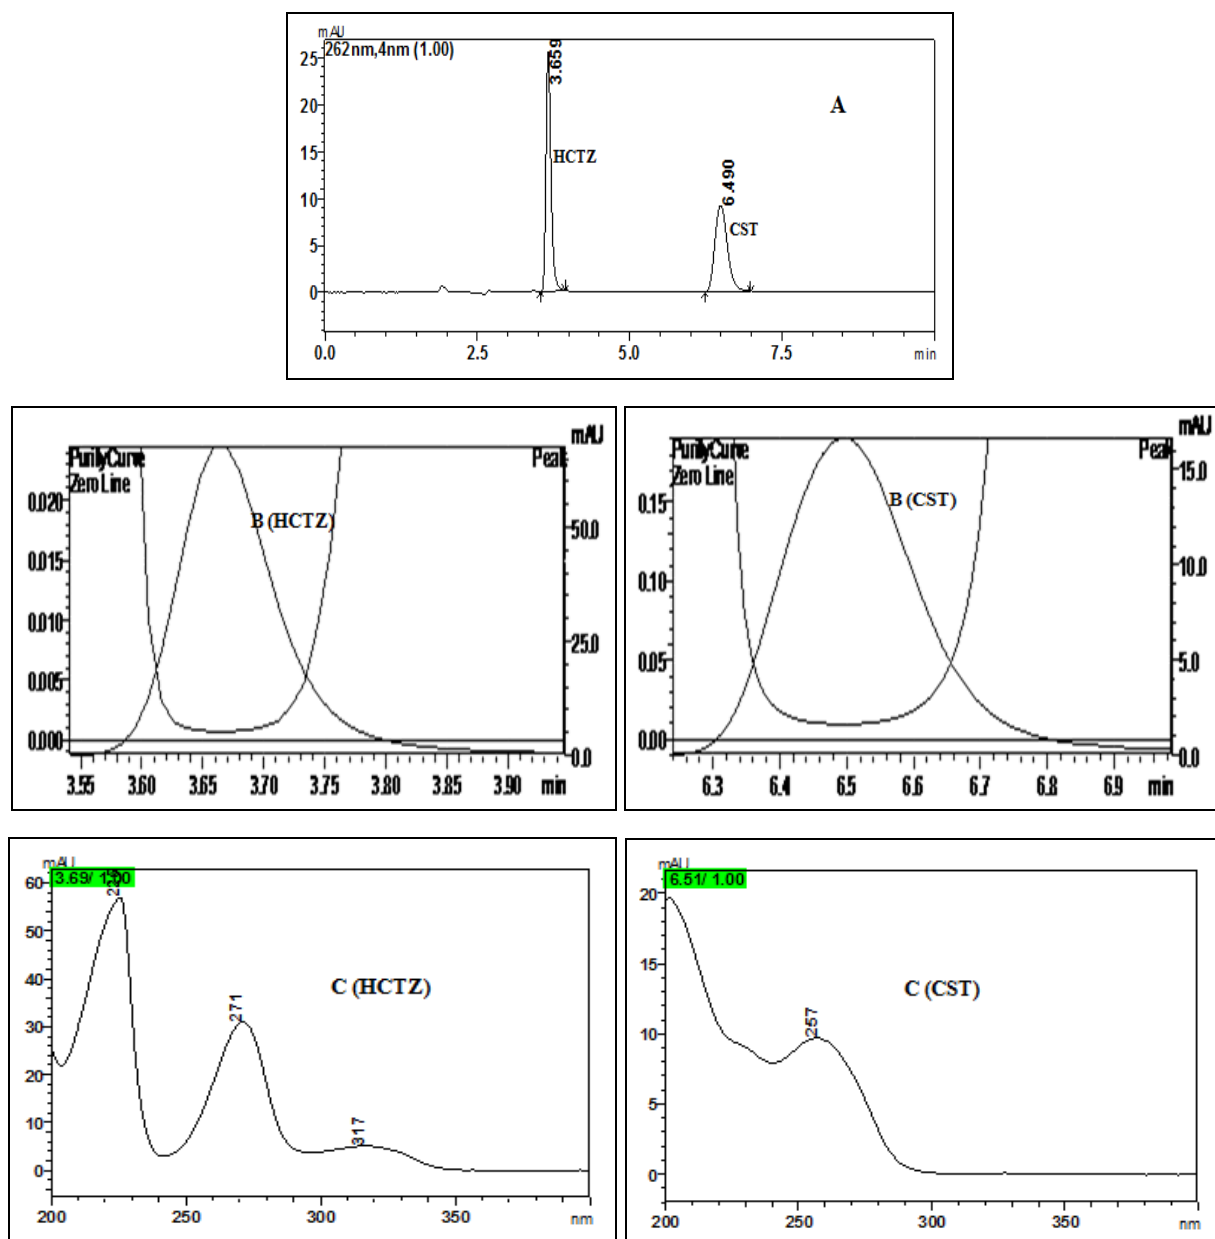 mAU
262nm,4nm (1.00)
25
20
15
10
5
0
3.659
HCTZ
6.490
CST
A
0.0 2.5 5.0 7.5 min
mAU
PurityCurve Peak
Zero Line
B (HCTZ)
0.020
0.015
0.010
0.005
0.000
50.0
25.0
0.0
3.55 3.60 3.65 3.70 3.75 3.80 3.85 3.90 min
mAU
PurityCurve Peak
Zero Line
B (CST)
0.15
0.10
0.05
0.00
15.0
10.0
5.0
0.0
6.3 6.4 6.5 6.6 6.7 6.8 6.9 min
mAU
3.69/ 1.00
60
50
40
30
20
10
0
271
317
C (HCTZ)
200 250 300 350 nm
mAU
6.51/ 1.00
20
15
10
5
0
257
C (CST)
200 250 300 350 nm